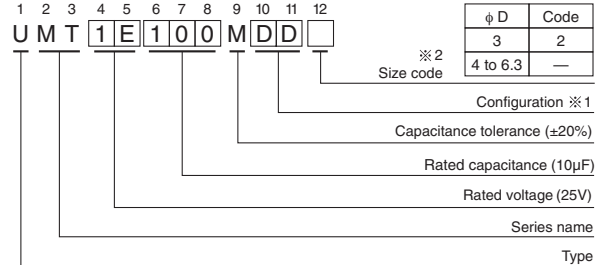 1 2 3 4 5 6 7 8 9 10 11 12
U M T 1 E 1 0 0 M D D
φ D Code
3 2
4 to 6.3 —
※2
Size code
Configuration ※1
Capacitance tolerance (±20%)
Rated capacitance (10µF)
Rated voltage (25V)
Series name
Type